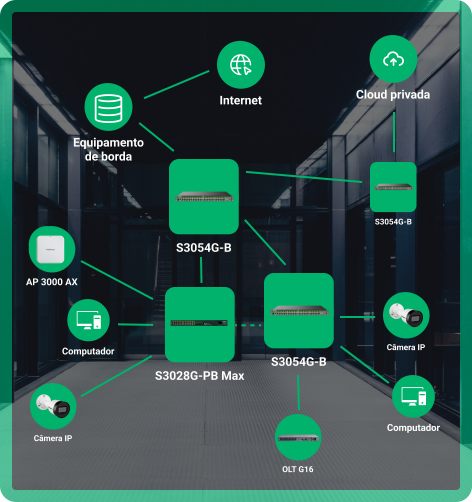 Internet
Cloud privada
Equipamento
de borda
S3054G-B
S3054G-B
AP 3000 AX
Computador
S3028G-PB Max
S3054G-B
Câmera IP
Câmera IP
Computador
OLT G16